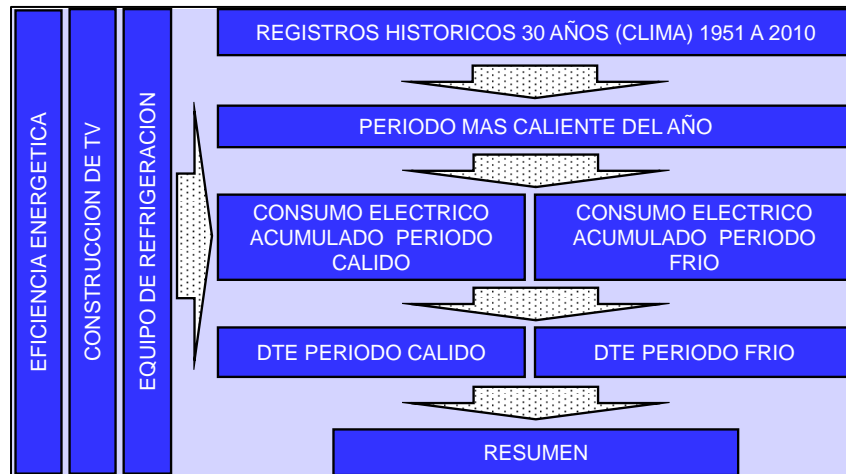 EFICIENCIA ENERGETICA
CONSTRUCCION DE TV
EQUIPO DE REFRIGERACION
REGISTROS HISTORICOS 30 AÑOS (CLIMA) 1951 A 2010
PERIODO MAS CALIENTE DEL AÑO
CONSUMO ELECTRICO
ACUMULADO PERIODO
CALIDO
CONSUMO ELECTRICO
ACUMULADO PERIODO
FRIO
DTE PERIODO CALIDO
DTE PERIODO FRIO
RESUMEN